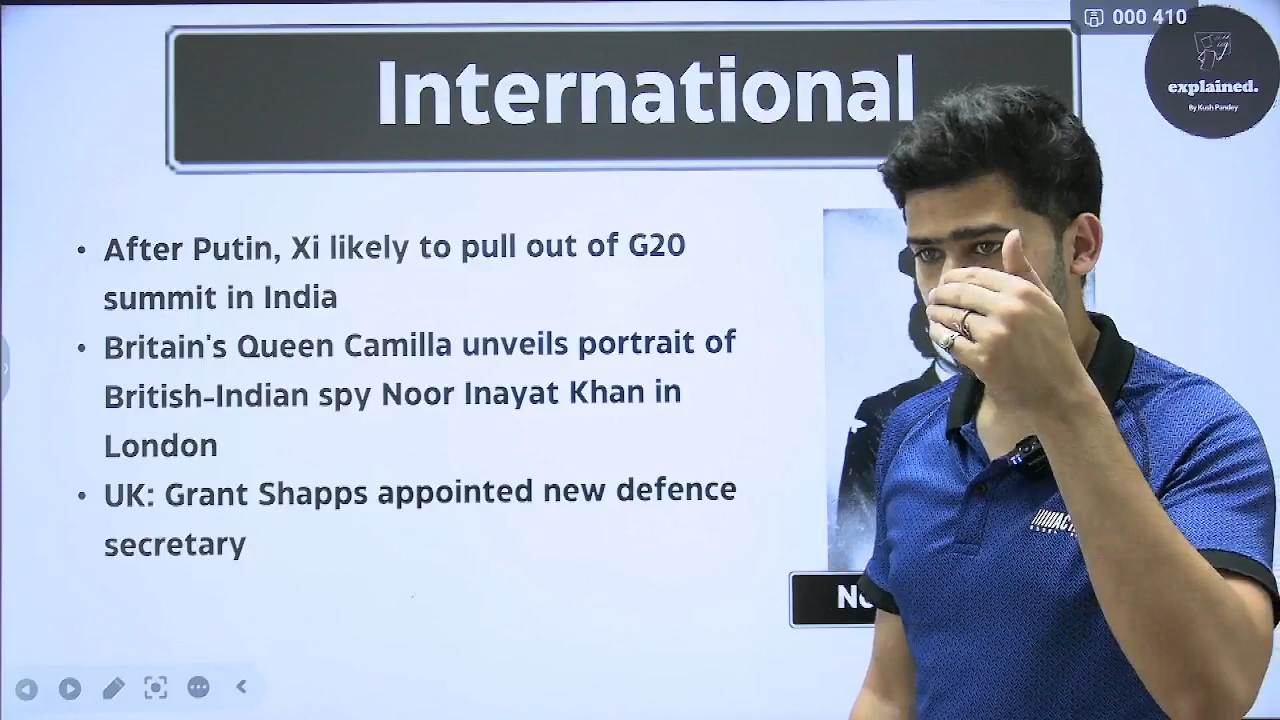 000 410
explained.
By Kush Pandey
International
• After Putin, Xi likely to pull out of G20
summit in India
• Britain's Queen Camilla unveils portrait of
British-Indian spy Noor Inayat Khan in
London
• UK: Grant Shapps appointed new defence
secretary